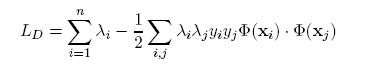 L_D = \sum_{i=1}^{n} \lambda_i - \frac{1}{2} \sum_{i,j} \lambda_i \lambda_j y_i y_j \Phi(\mathbf{x}_i) \cdot \Phi(\mathbf{x}_j)